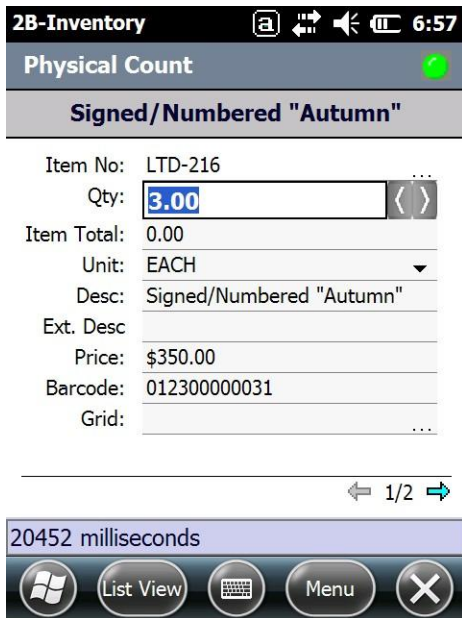 2B-Inventory a 6:57
Physical Count
Signed/Numbered "Autumn"
Item No: LTD-216 ...
Qty: 3.00
Item Total: 0.00
Unit: EACH
Desc: Signed/Numbered "Autumn"
Ext. Desc
Price: $350.00
Barcode: 012300000031
Grid: ...
1/2
20452 milliseconds
List View Menu